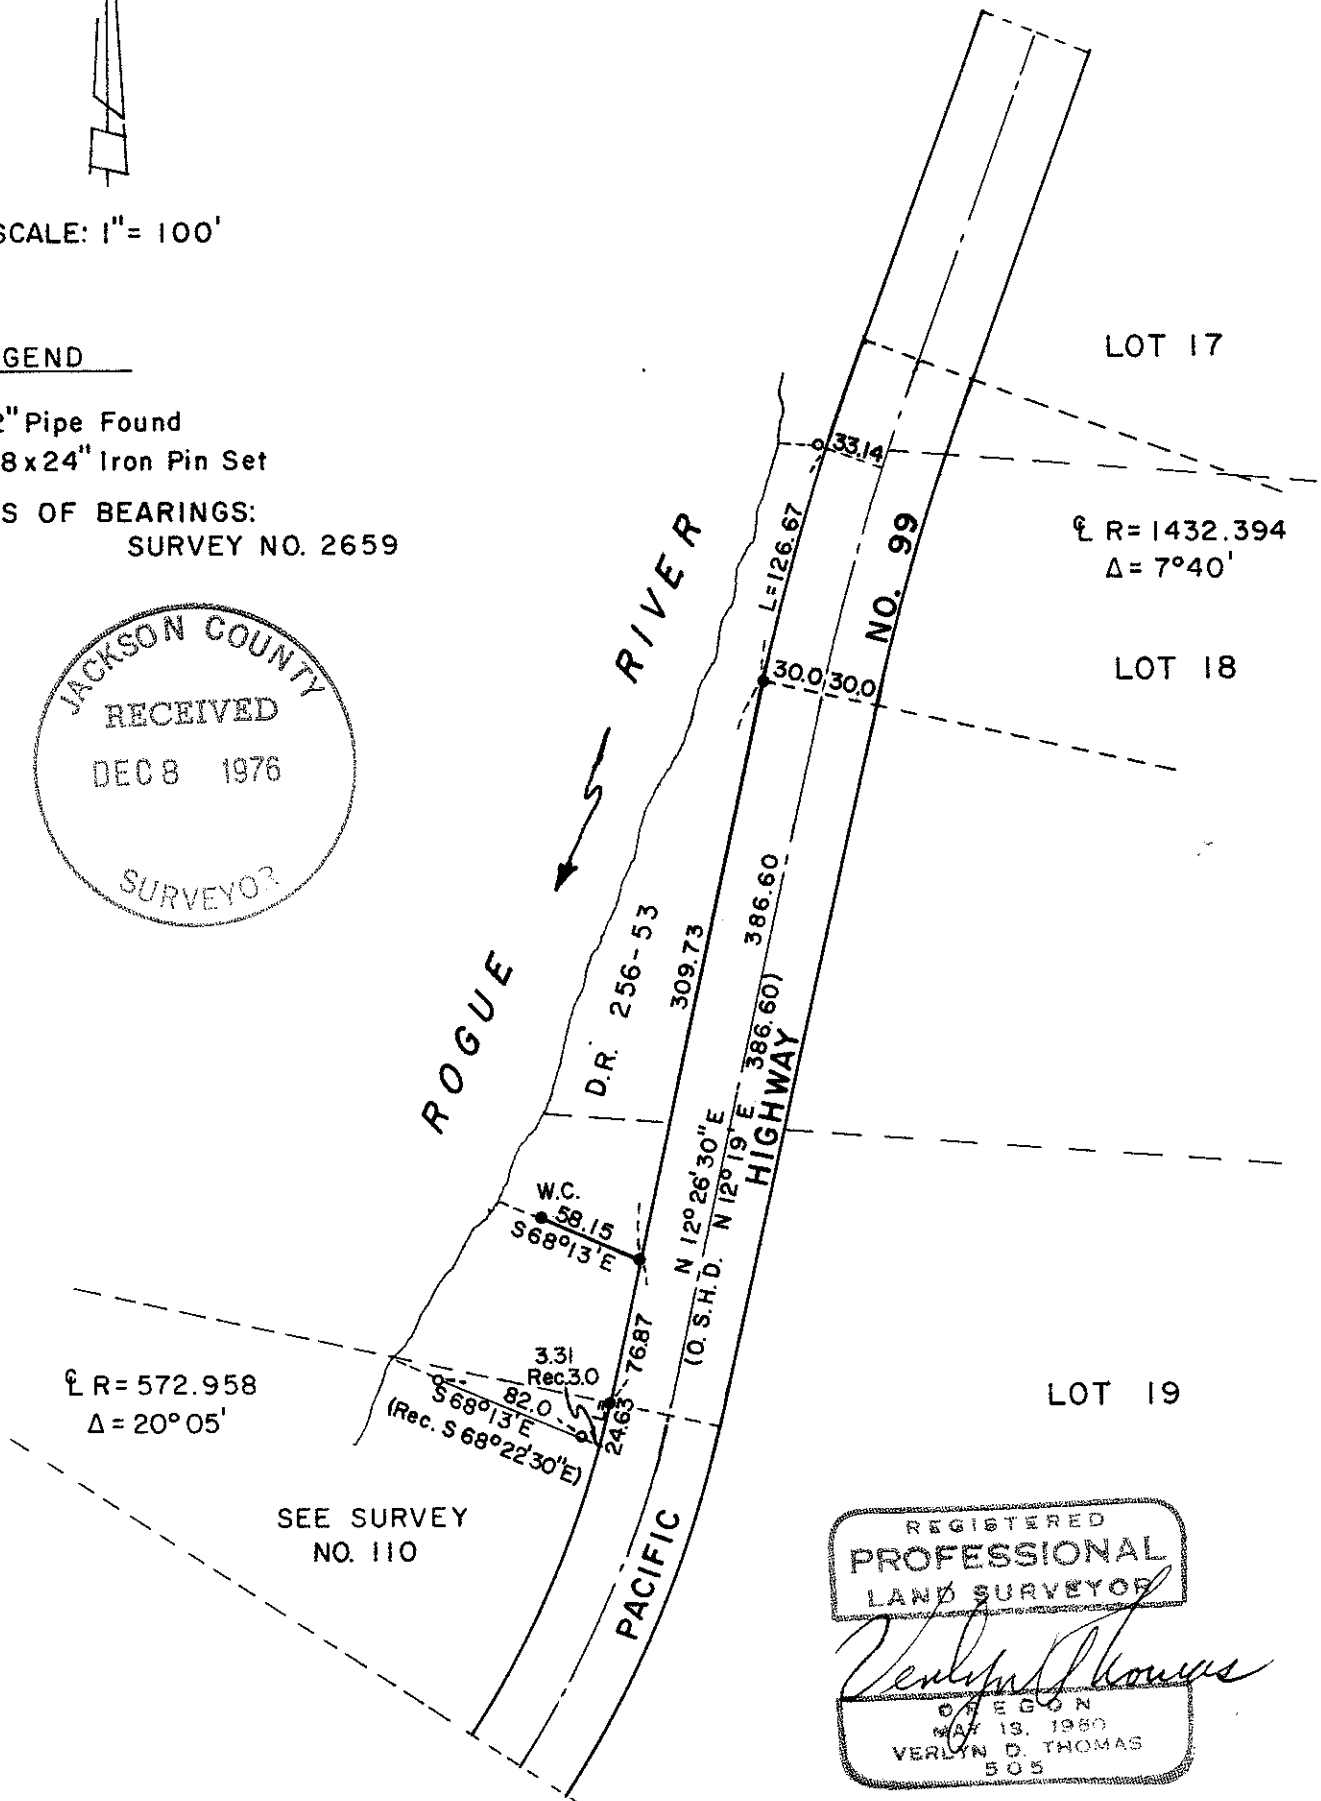 SCALE: 1"= 100'
GEND
2" Pipe Found
8 x 24" Iron Pin Set
S OF BEARINGS:
SURVEY NO. 2659
JACKSON COUNTY
RECEIVED
DEC 8 1976
SURVEYOR
LOT 17
33.14
L=126.67
NO. 99
℄ R= 1432.394
Δ = 7°40'
LOT 18
30.0 30.0
ROGUE RIVER
D.R. 256-53
309.73
386.60
N 12°26'30" E
(O.S.H.D. N 12°19' E 386.60)
PACIFIC HIGHWAY
W.C.
58.15
S 68°13' E
76.87
3.31
Rec.3.0
L=
24.63
82.0
S 68°13' E
(Rec. S 68°22'30" E)
℄ R= 572.958
Δ = 20°05'
LOT 19
SEE SURVEY
NO. 110
REGISTERED
PROFESSIONAL
LAND SURVEYOR
Verlyn D Thomas
OREGON
MAY 13, 1960
VERLYN D. THOMAS
505